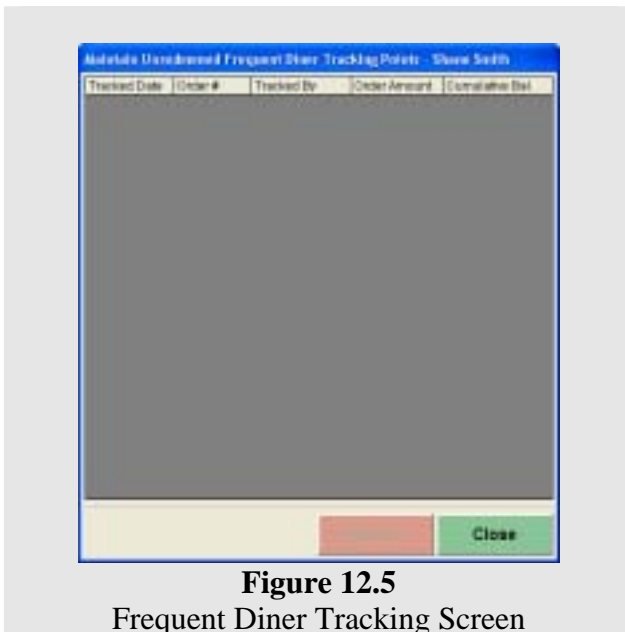 Maintain Unredeemed Frequent Diner Tracking Points - Shane Smith
Tracked Date Order # Tracked By Order Amount Cumulative Bal.
Close
Figure 12.5
Frequent Diner Tracking Screen